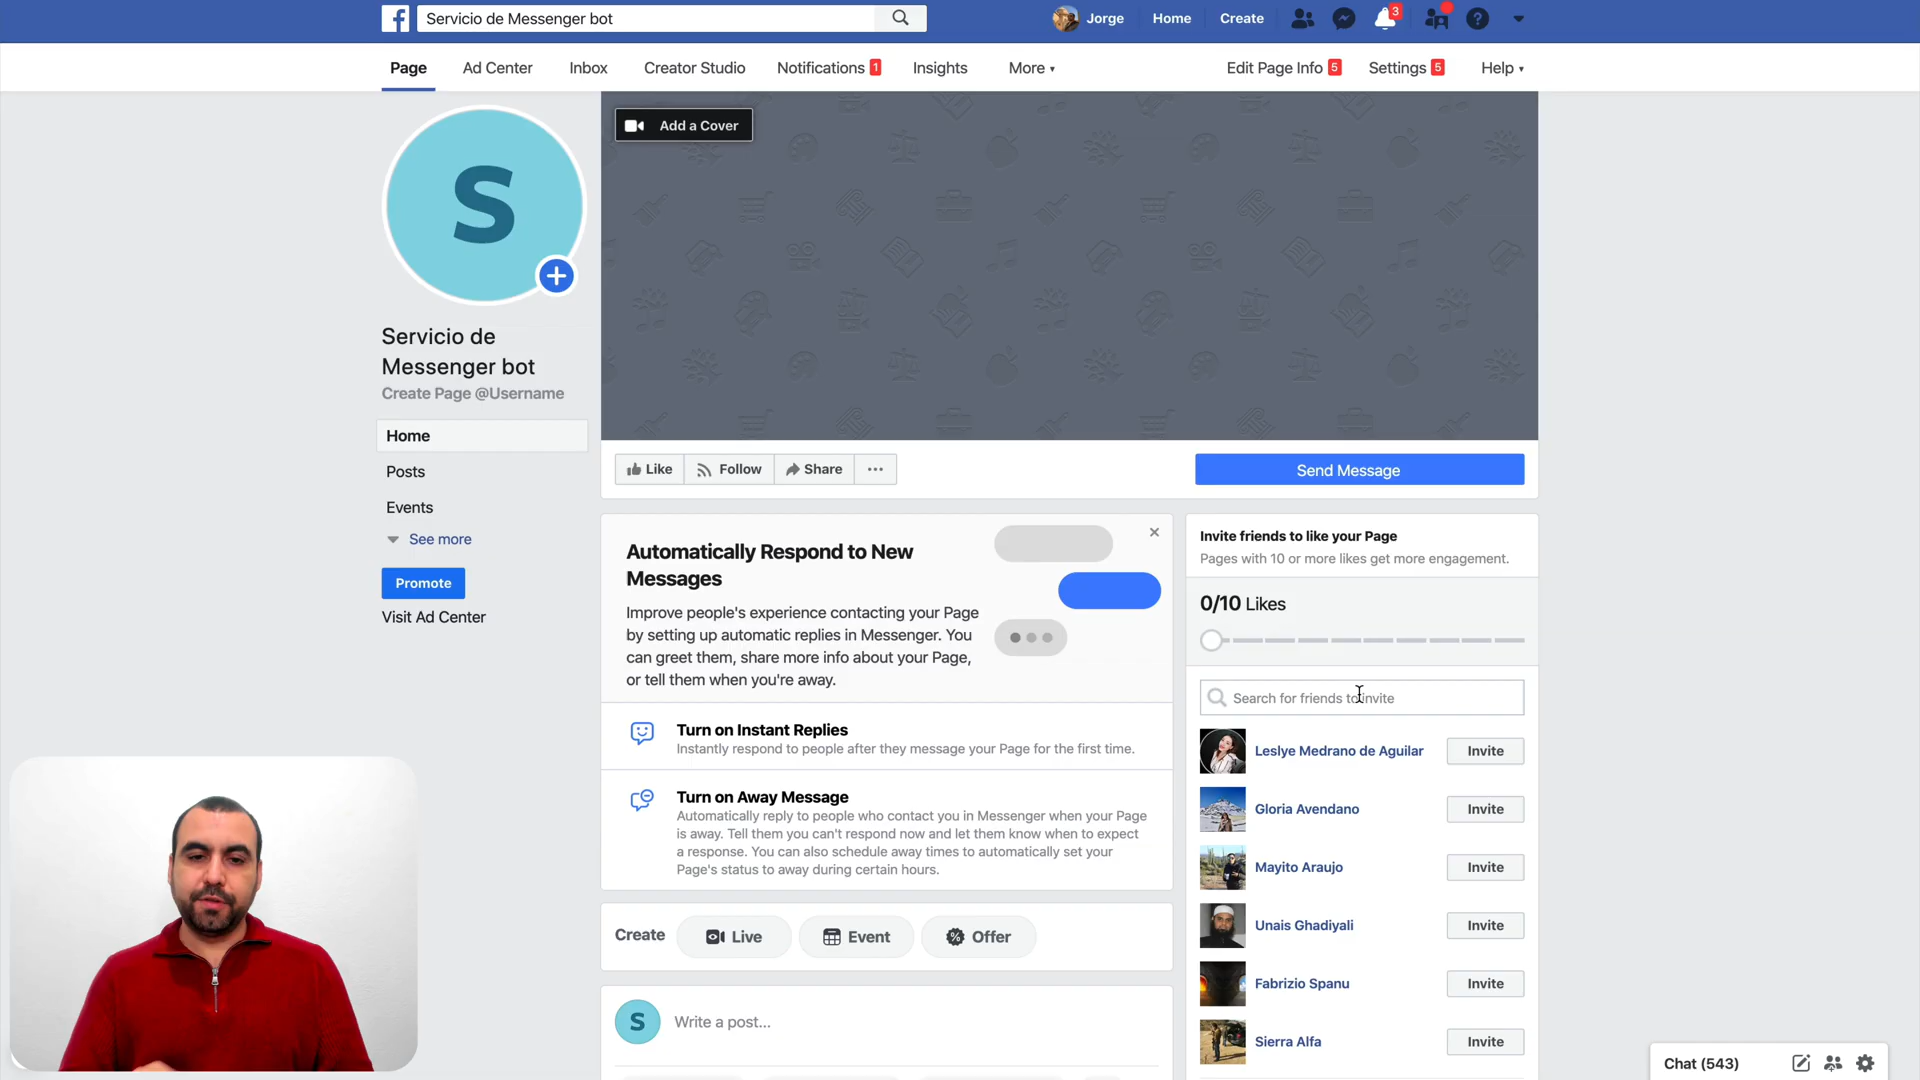 Servicio de Messenger bot
Jorge
Home
Create
3
Page
Ad Center
Inbox
Creator Studio
Notifications 1
Insights
More
Edit Page Info 5
Settings 5
Help
Add a Cover
S
Servicio de
Messenger bot
Create Page @Username
Home
Posts
Events
See more
Promote
Visit Ad Center
Like
Follow
Share
Send Message
Automatically Respond to New
Messages
Improve people's experience contacting your Page
by setting up automatic replies in Messenger. You
can greet them, share more info about your Page,
or tell them when you're away.
Turn on Instant Replies
Instantly respond to people after they message your Page for the first time.
Turn on Away Message
Automatically reply to people who contact you in Messenger when your Page
is away. Tell them you can't respond now and let them know when to expect
a response. You can also schedule away times to automatically set your
Page's status to away during certain hours.
Create
Live
Event
Offer
S
Write a post...
Invite friends to like your Page
Pages with 10 or more likes get more engagement.
0/10 Likes
Search for friends to invite
Leslye Medrano de Aguilar
Invite
Gloria Avendano
Invite
Mayito Araujo
Invite
Unais Ghadiyali
Invite
Fabrizio Spanu
Invite
Sierra Alfa
Invite
Chat (543)